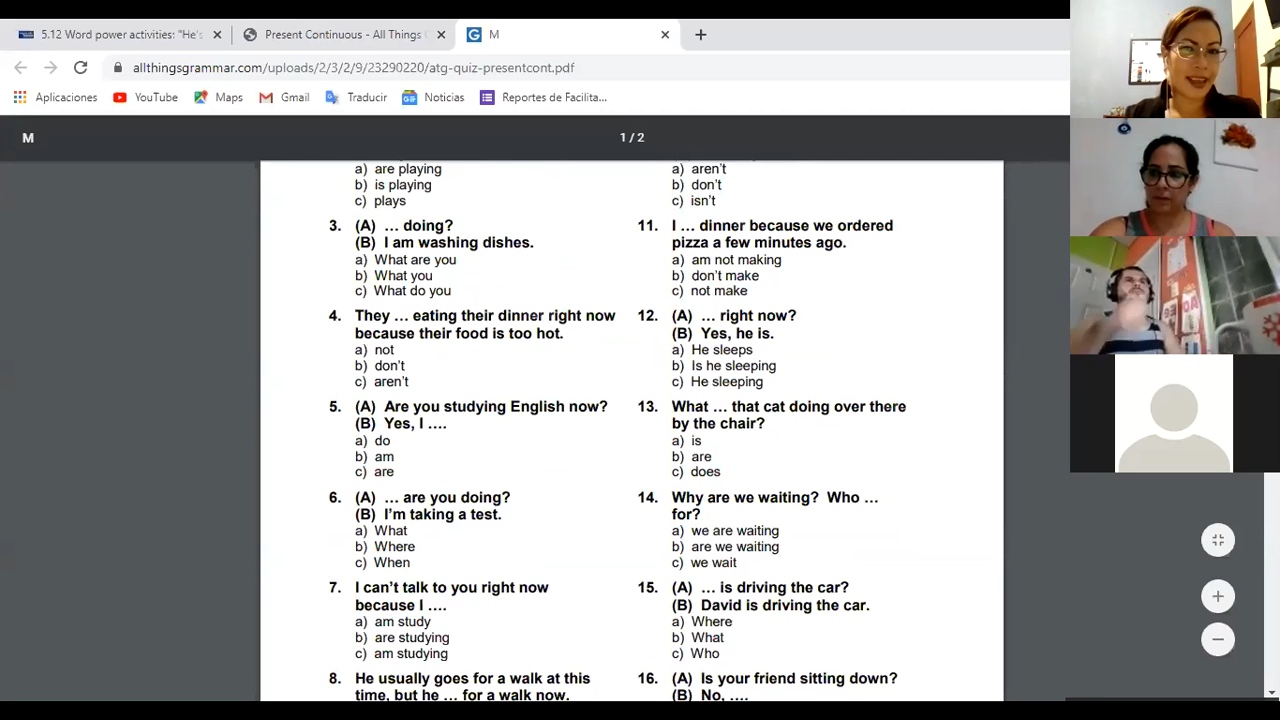 5.12 Word power activities: "He's
Present Continuous - All Things
M
allthingsgrammar.com/uploads/2/3/2/9/23290220/atg-quiz-presentcont.pdf
Aplicaciones
YouTube
Maps
Gmail
Traducir
Noticias
Reportes de Facilita...
M
1 / 2
a) are playing
b) is playing
c) plays
3. (A) … doing?
(B) I am washing dishes.
a) What are you
b) What you
c) What do you
4. They … eating their dinner right now
because their food is too hot.
a) not
b) don't
c) aren't
5. (A) Are you studying English now?
(B) Yes, I ….
a) do
b) am
c) are
6. (A) … are you doing?
(B) I'm taking a test.
a) What
b) Where
c) When
7. I can't talk to you right now
because I ….
a) am study
b) are studying
c) am studying
8. He usually goes for a walk at this
time, but he … for a walk now.
a) aren't
b) don't
c) isn't
11. I … dinner because we ordered
pizza a few minutes ago.
a) am not making
b) don't make
c) not make
12. (A) … right now?
(B) Yes, he is.
a) He sleeps
b) Is he sleeping
c) He sleeping
13. What … that cat doing over there
by the chair?
a) is
b) are
c) does
14. Why are we waiting? Who …
for?
a) we are waiting
b) are we waiting
c) we wait
15. (A) … is driving the car?
(B) David is driving the car.
a) Where
b) What
c) Who
16. (A) Is your friend sitting down?
(B) No, ….